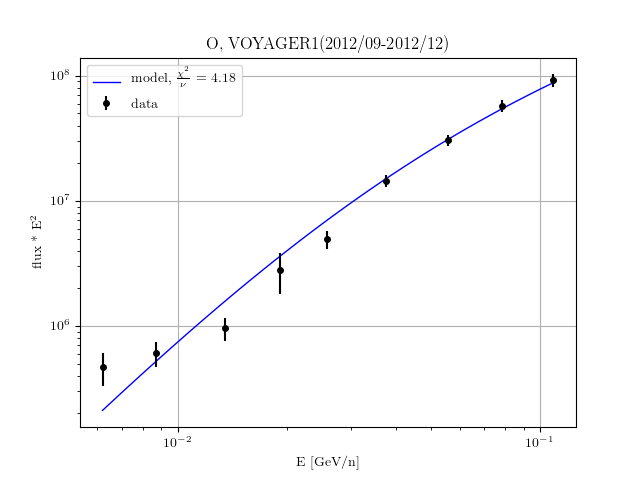 O, VOYAGER1(2012/09-2012/12)
model, χ²/ν = 4.18
data
10⁸
10⁷
10⁶
flux * E²
10⁻²
10⁻¹
E [GeV/n]